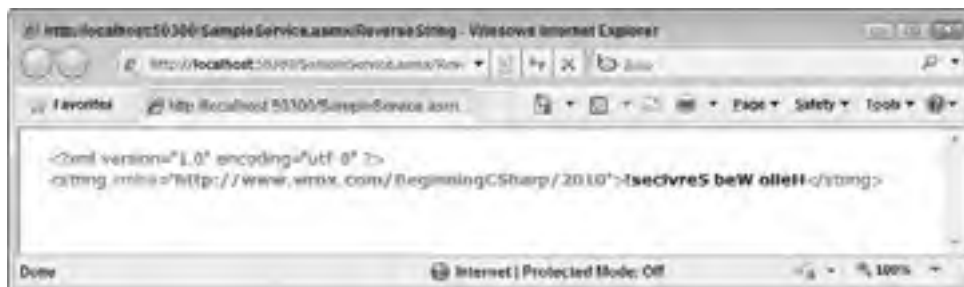 http://localhost:50300/SampleService.asmx/ReverseString - Windows Internet Explorer
http://localhost:50300/SampleService.asmx/Rev
Favorites http://localhost:50300/SampleService.asm... Page Safety Tools
<?xml version="1.0" encoding="utf-8" ?>
<string xmlns="http://www.wrox.com/BeginningCSharp/2010">!secivreS beW olleH</string>
Done Internet | Protected Mode: Off 100%